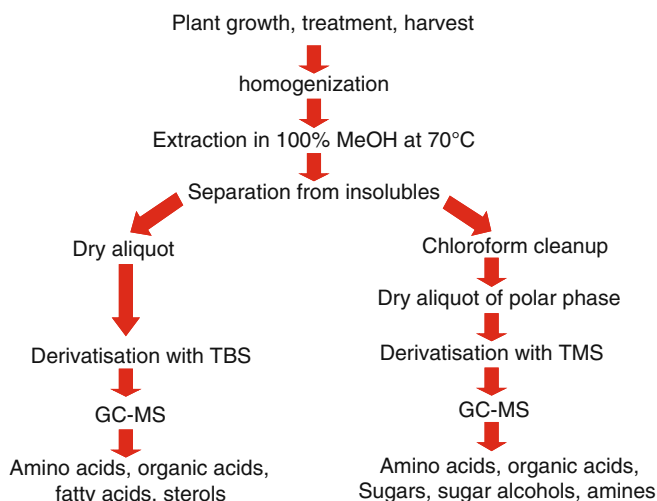 Plant growth, treatment, harvest
homogenization
Extraction in 100% MeOH at 70°C
Separation from insolubles
Dry aliquot
Derivatisation with TBS
GC-MS
Amino acids, organic acids,
fatty acids, sterols
Chloroform cleanup
Dry aliquot of polar phase
Derivatisation with TMS
GC-MS
Amino acids, organic acids,
Sugars, sugar alcohols, amines